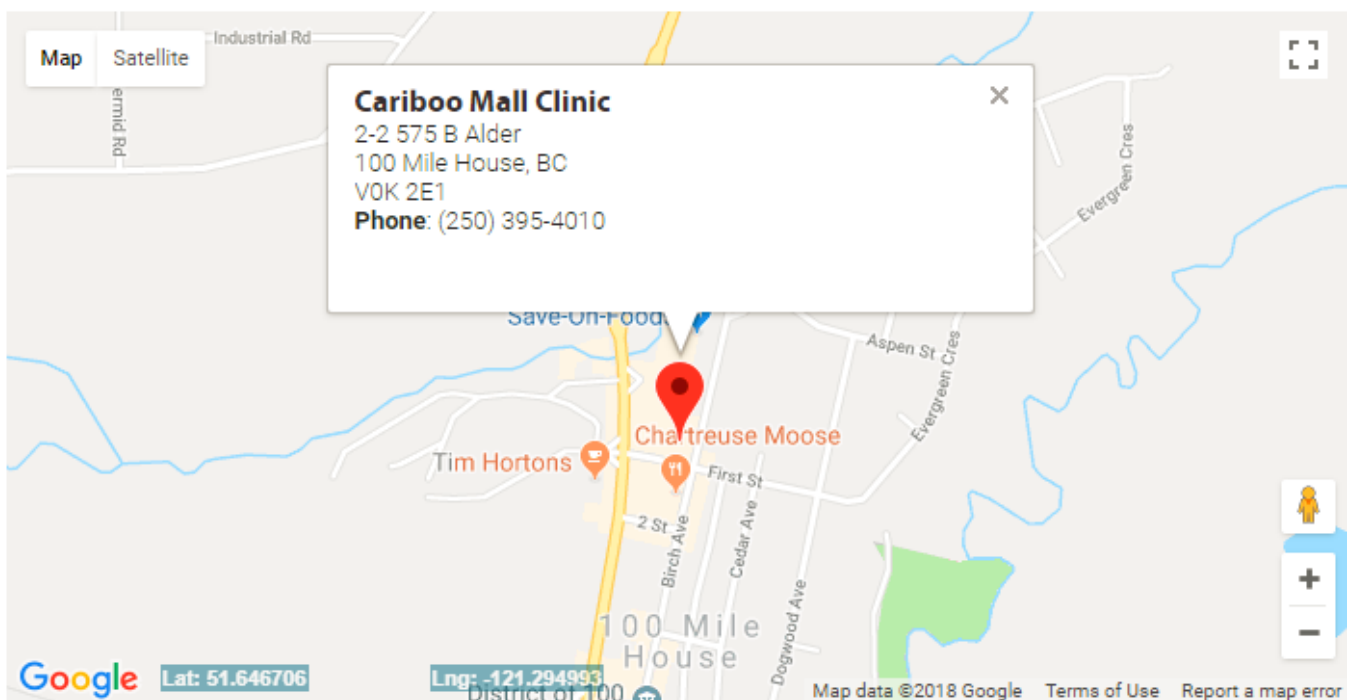 Map
Satellite
Industrial Rd
ermid Rd
Cariboo Mall Clinic
2-2 575 B Alder
100 Mile House, BC
V0K 2E1
Phone: (250) 395-4010
Evergreen Cres
Save-On-Foods
Aspen St
Evergreen Cres
Chartreuse Moose
Tim Hortons
First St
2 St
Birch Ave
Cedar Ave
Dogwood Ave
100 Mile
House
Google
Lat: 51.646706
Lng: -121.294993
District of 100
Map data ©2018 Google
Terms of Use
Report a map error